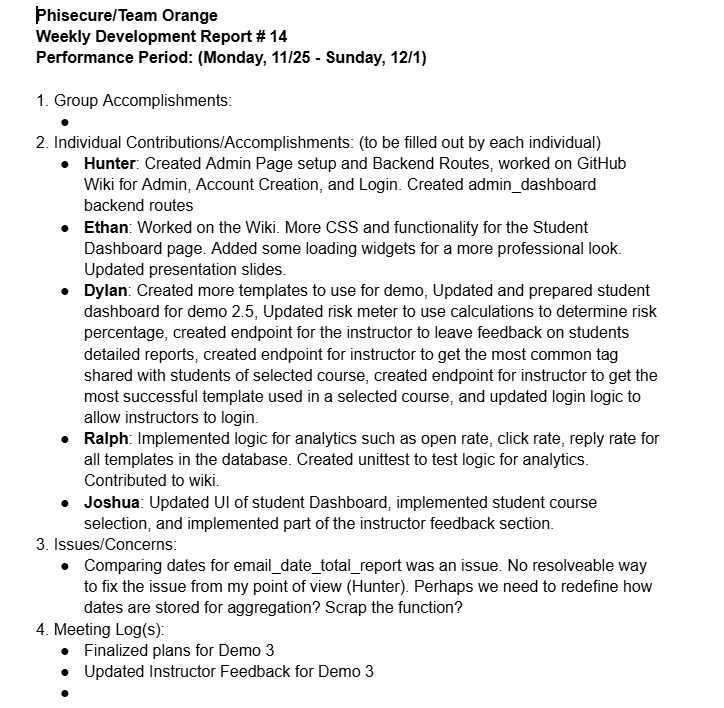 Phisecure/Team Orange
Weekly Development Report # 14
Performance Period: (Monday, 11/25 - Sunday, 12/1)
1. Group Accomplishments:
●
2. Individual Contributions/Accomplishments: (to be filled out by each individual)
● Hunter: Created Admin Page setup and Backend Routes, worked on GitHub
Wiki for Admin, Account Creation, and Login. Created admin_dashboard
backend routes
● Ethan: Worked on the Wiki. More CSS and functionality for the Student
Dashboard page. Added some loading widgets for a more professional look.
Updated presentation slides.
● Dylan: Created more templates to use for demo, Updated and prepared student
dashboard for demo 2.5, Updated risk meter to use calculations to determine risk
percentage, created endpoint for the instructor to leave feedback on students
detailed reports, created endpoint for instructor to get the most common tag
shared with students of selected course, created endpoint for instructor to get the
most successful template used in a selected course, and updated login logic to
allow instructors to login.
● Ralph: Implemented logic for analytics such as open rate, click rate, reply rate for
all templates in the database. Created unittest to test logic for analytics.
Contributed to wiki.
● Joshua: Updated UI of student Dashboard, implemented student course
selection, and implemented part of the instructor feedback section.
3. Issues/Concerns:
● Comparing dates for email_date_total_report was an issue. No resolveable way
to fix the issue from my point of view (Hunter). Perhaps we need to redefine how
dates are stored for aggregation? Scrap the function?
4. Meeting Log(s):
● Finalized plans for Demo 3
● Updated Instructor Feedback for Demo 3
●